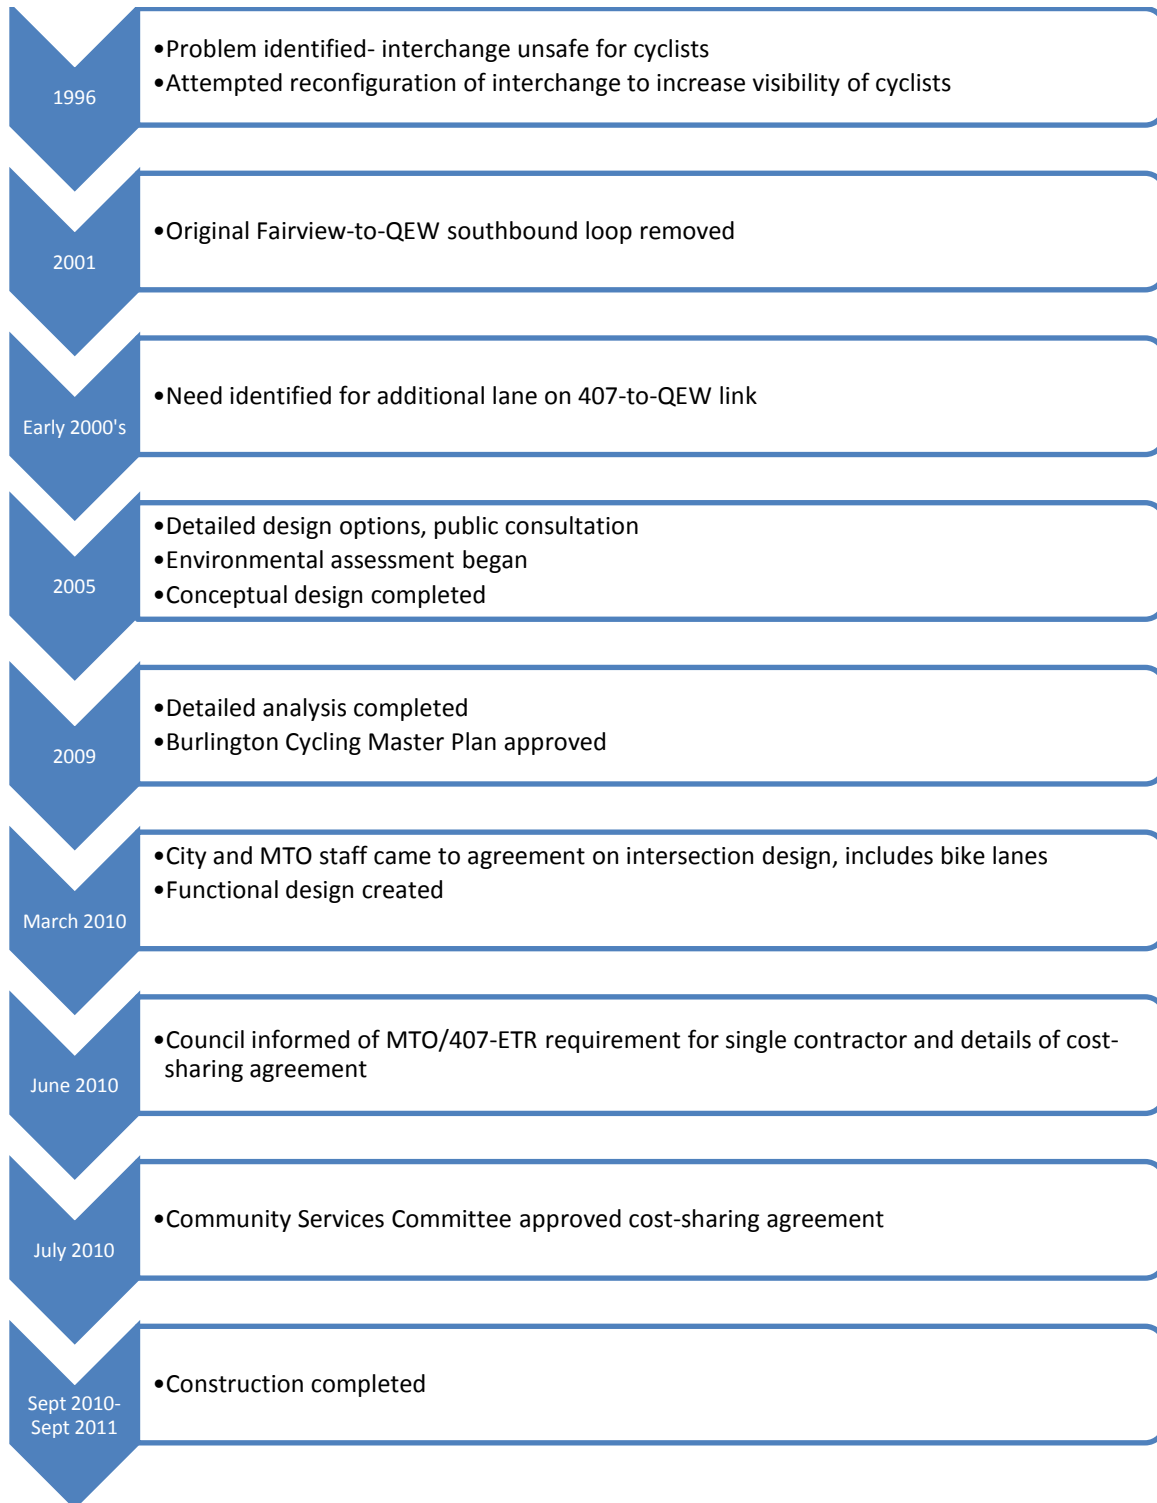 1996
•Problem identified- interchange unsafe for cyclists
•Attempted reconfiguration of interchange to increase visibility of cyclists
2001
•Original Fairview-to-QEW southbound loop removed
Early 2000's
•Need identified for additional lane on 407-to-QEW link
2005
•Detailed design options, public consultation
•Environmental assessment began
•Conceptual design completed
2009
•Detailed analysis completed
•Burlington Cycling Master Plan approved
March 2010
•City and MTO staff came to agreement on intersection design, includes bike lanes
•Functional design created
June 2010
•Council informed of MTO/407-ETR requirement for single contractor and details of cost-
sharing agreement
July 2010
•Community Services Committee approved cost-sharing agreement
Sept 2010-
Sept 2011
•Construction completed